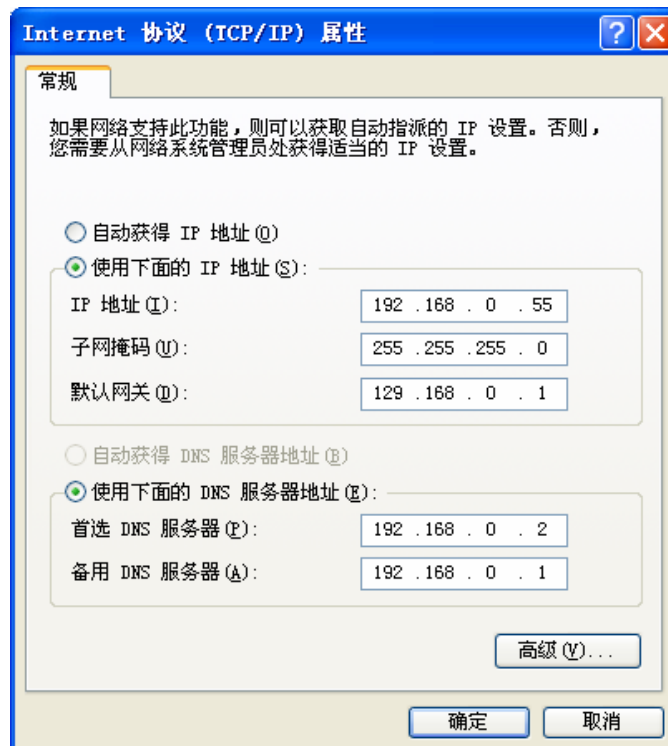 Internet 协议 (TCP/IP) 属性
常规
如果网络支持此功能,则可以获取自动指派的 IP 设置。否则,
您需要从网络系统管理员处获得适当的 IP 设置。
自动获得 IP 地址(O)
使用下面的 IP 地址(S):
IP 地址(I): 192 .168 . 0 . 55
子网掩码(U): 255 .255 .255 . 0
默认网关(D): 129 .168 . 0 . 1
自动获得 DNS 服务器地址(B)
使用下面的 DNS 服务器地址(E):
首选 DNS 服务器(P): 192 .168 . 0 . 2
备用 DNS 服务器(A): 192 .168 . 0 . 1
高级(V)...
确定 取消